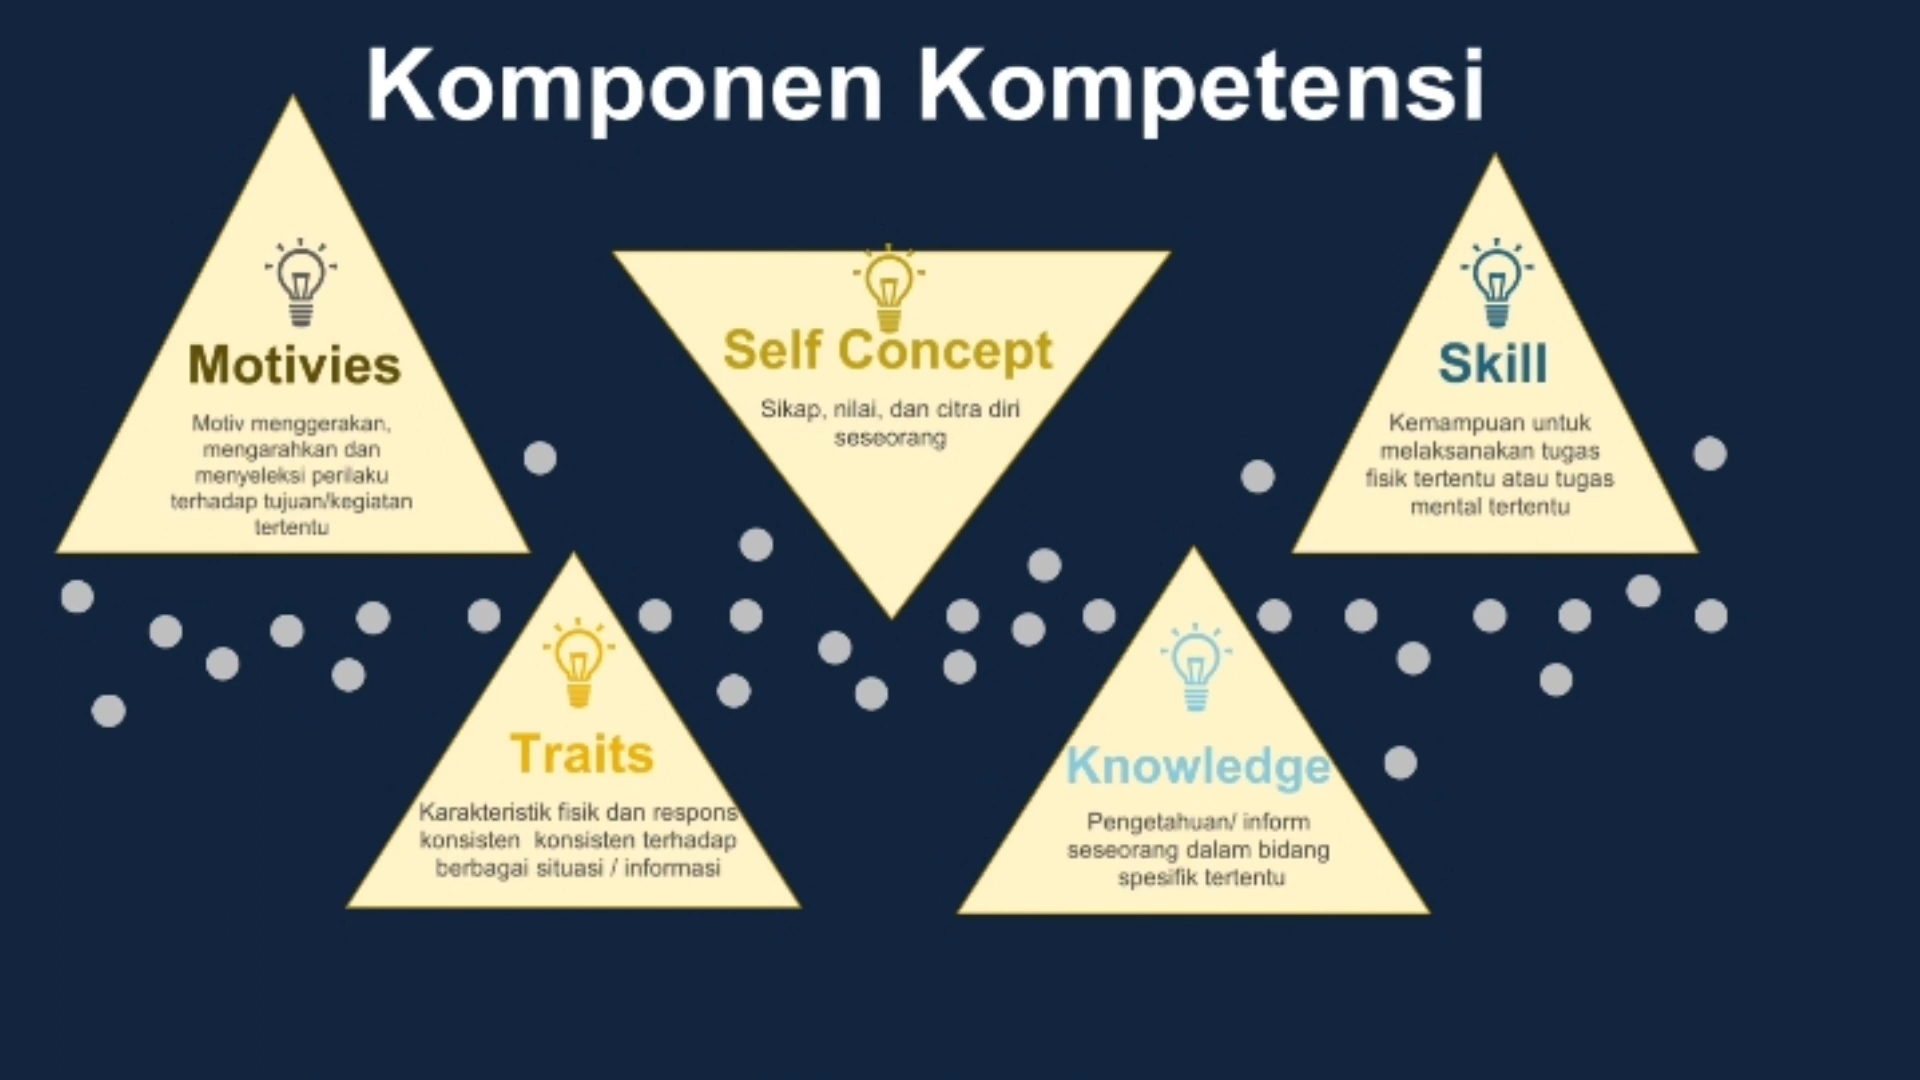 Komponen Kompetensi
Motivies
Motiv menggerakan,
mengarahkan dan
menyeleksi perilaku
terhadap tujuan/kegiatan
tertentu
Self Concept
Sikap, nilai, dan citra diri
seseorang
Skill
Kemampuan untuk
melaksanakan tugas
fisik tertentu atau tugas
mental tertentu
Traits
Karakteristik fisik dan respons
konsisten  konsisten terhadap
berbagai situasi / informasi
Knowledge
Pengetahuan/ inform
seseorang dalam bidang
spesifik tertentu